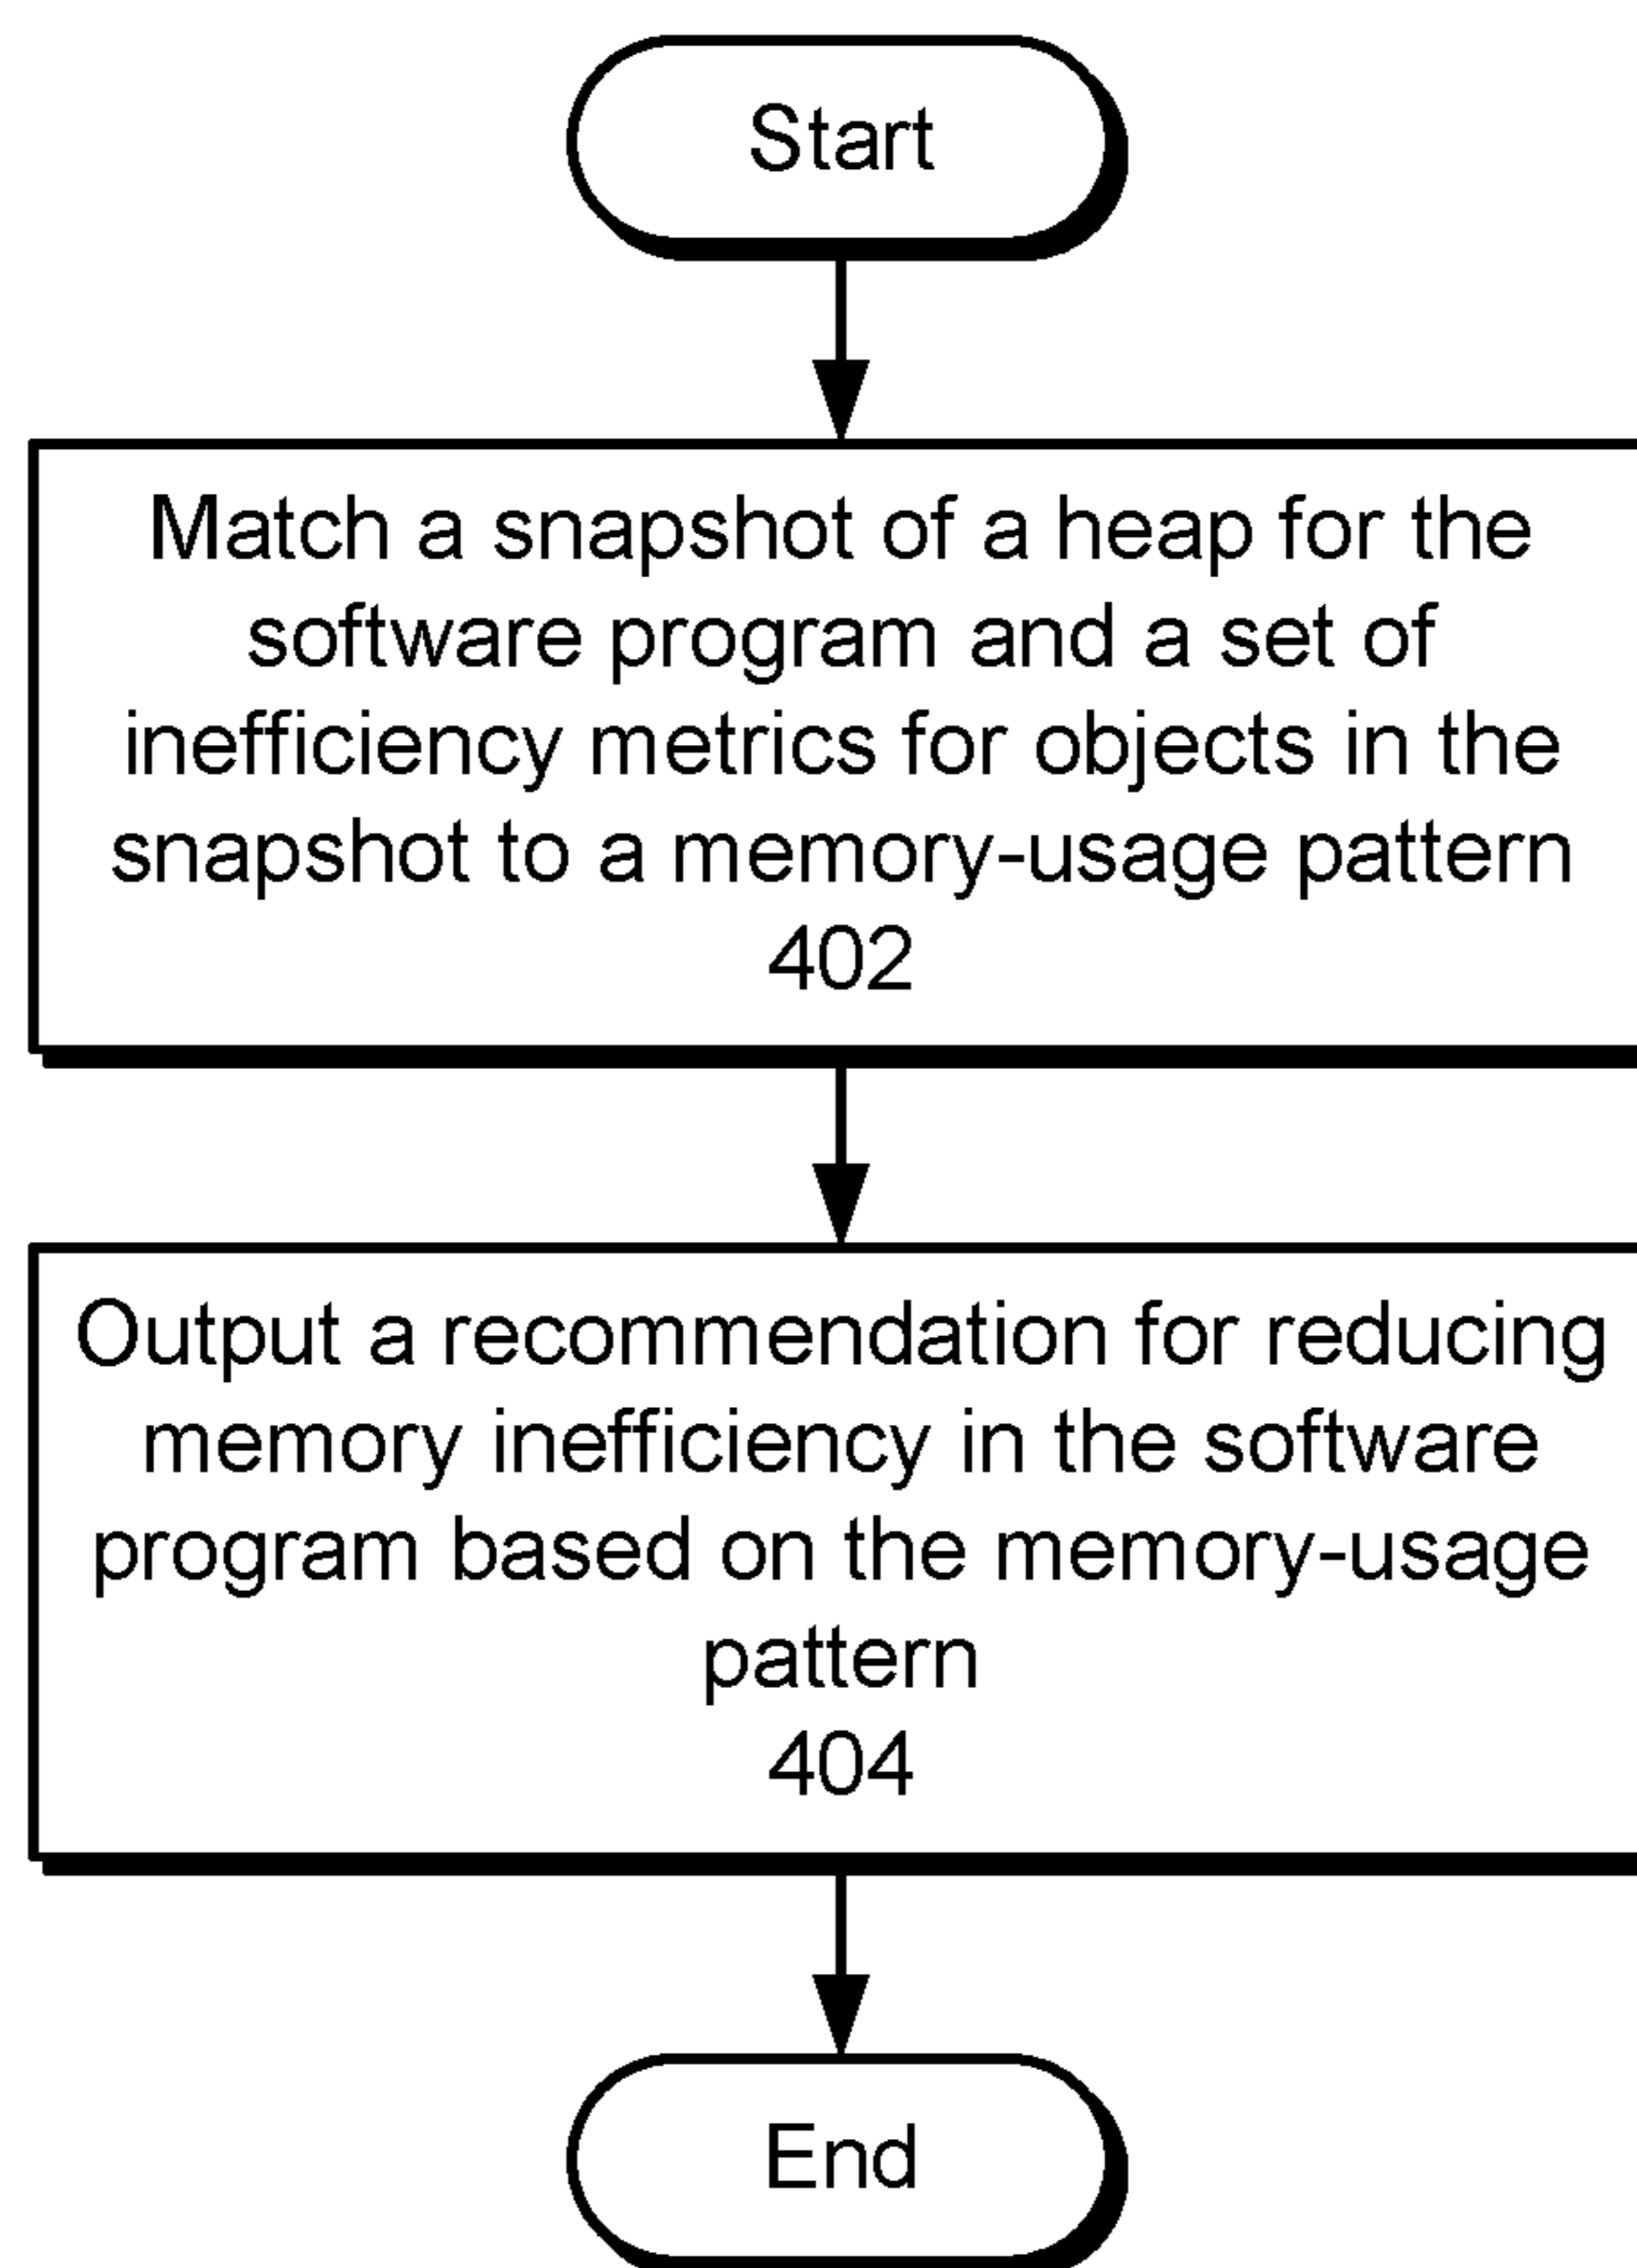 Start
Match a snapshot of a heap for the
software program and a set of
inefficiency metrics for objects in the
snapshot to a memory-usage pattern
402
Output a recommendation for reducing
memory inefficiency in the software
program based on the memory-usage
pattern
404
End